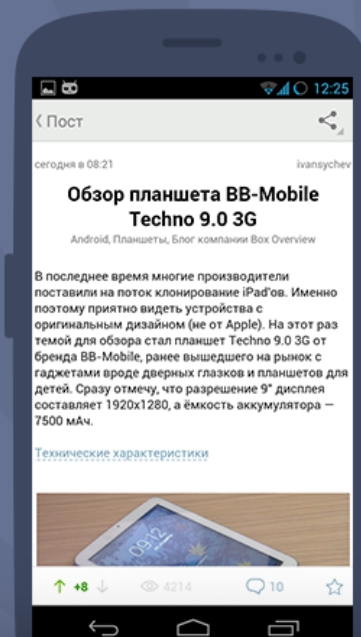 12:25
Пост
сегодня в 08:21 ivansychev
Обзор планшета BB-Mobile
Techno 9.0 3G
Android, Планшеты, Блог компании Box Overview
В последнее время многие производители
поставили на поток клонирование iPad'ов. Именно
поэтому приятно видеть устройства с
оригинальным дизайном (не от Apple). На этот раз
темой для обзора стал планшет Techno 9.0 3G от
бренда BB-Mobile, ранее вышедшего на рынок с
гаджетами вроде дверных глазков и планшетов для
детей. Сразу отмечу, что разрешение 9" дисплея
составляет 1920x1280, а ёмкость аккумулятора —
7500 мАч.
Технические характеристики
09:12
+8 4214 10